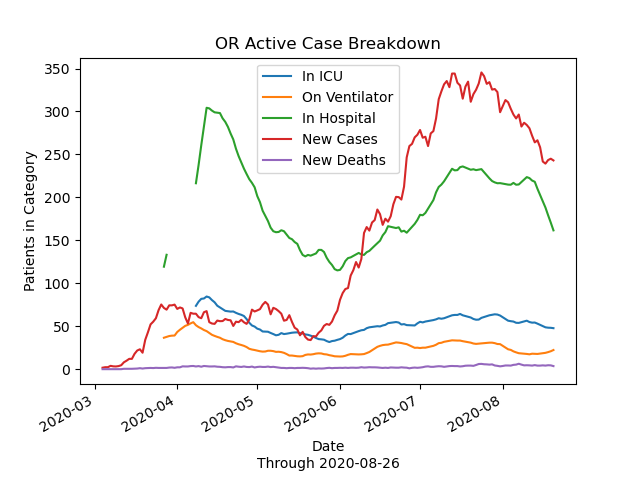 OR Active Case Breakdown
In ICU
On Ventilator
In Hospital
New Cases
New Deaths
Patients in Category
350
300
250
200
150
100
50
0
2020-03
2020-04
2020-05
2020-06
2020-07
2020-08
Date
Through 2020-08-26